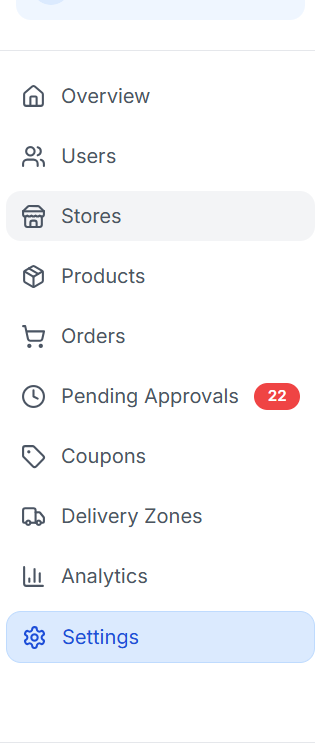 Overview
Users
Stores
Products
Orders
Pending Approvals 22
Coupons
Delivery Zones
Analytics
Settings